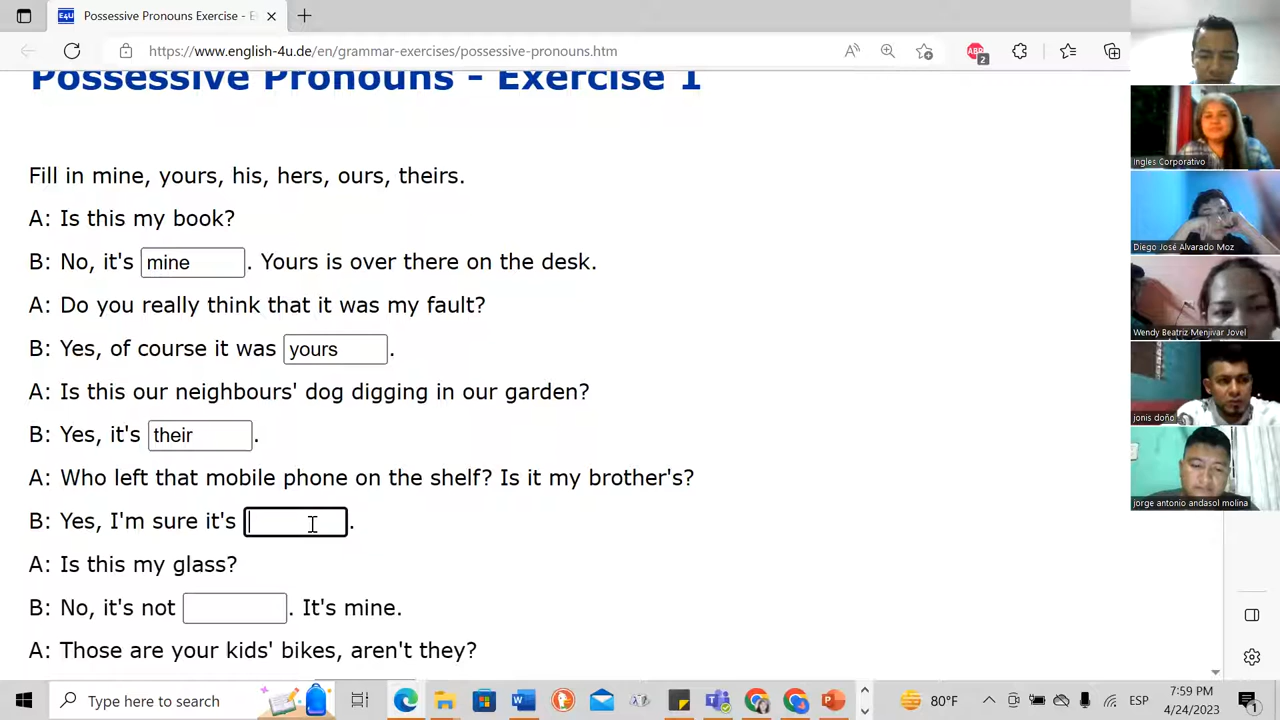 E4U Possessive Pronouns Exercise - E
https://www.english-4u.de/en/grammar-exercises/possessive-pronouns.htm
ABP
2
Possessive Pronouns - Exercise 1
Fill in mine, yours, his, hers, ours, theirs.
A: Is this my book?
B: No, it's mine . Yours is over there on the desk.
A: Do you really think that it was my fault?
B: Yes, of course it was yours .
A: Is this our neighbours' dog digging in our garden?
B: Yes, it's their .
A: Who left that mobile phone on the shelf? Is it my brother's?
B: Yes, I'm sure it's .
A: Is this my glass?
B: No, it's not . It's mine.
A: Those are your kids' bikes, aren't they?
Ingles Corporativo
Diego José Alvarado Moz
Wendy Beatriz Menjivar Jovel
jonis doño
jorge antonio andasol molina
Type here to search
80°F
ESP
7:59 PM
4/24/2023
1